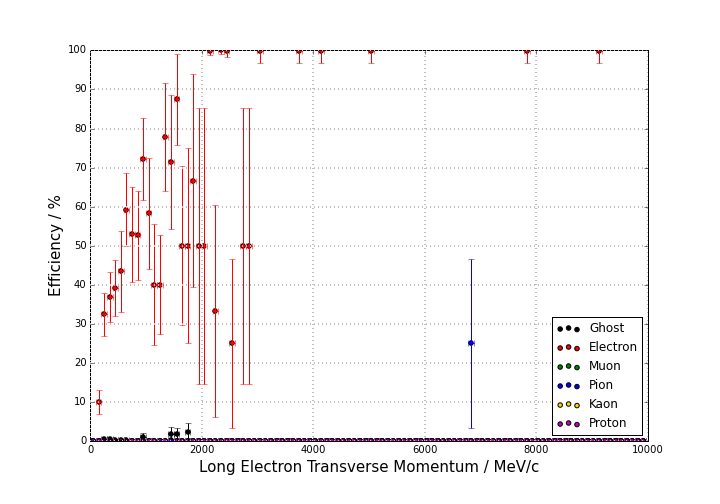 100
90
80
70
60
50
40
30
20
10
0
Efficiency / %
0 2000 4000 6000 8000 10000
Long Electron Transverse Momentum / MeV/c
Ghost
Electron
Muon
Pion
Kaon
Proton